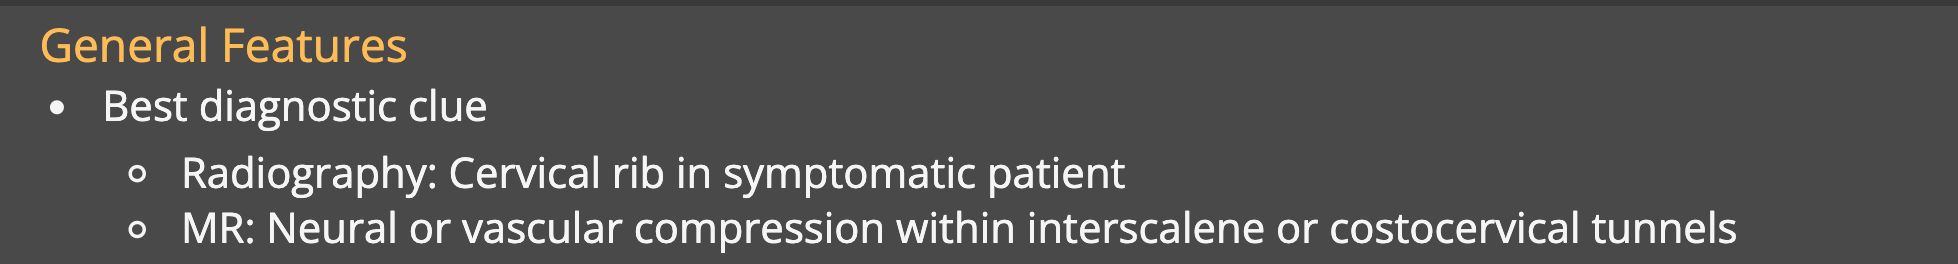 General Features
• Best diagnostic clue
◦ Radiography: Cervical rib in symptomatic patient
◦ MR: Neural or vascular compression within interscalene or costocervical tunnels